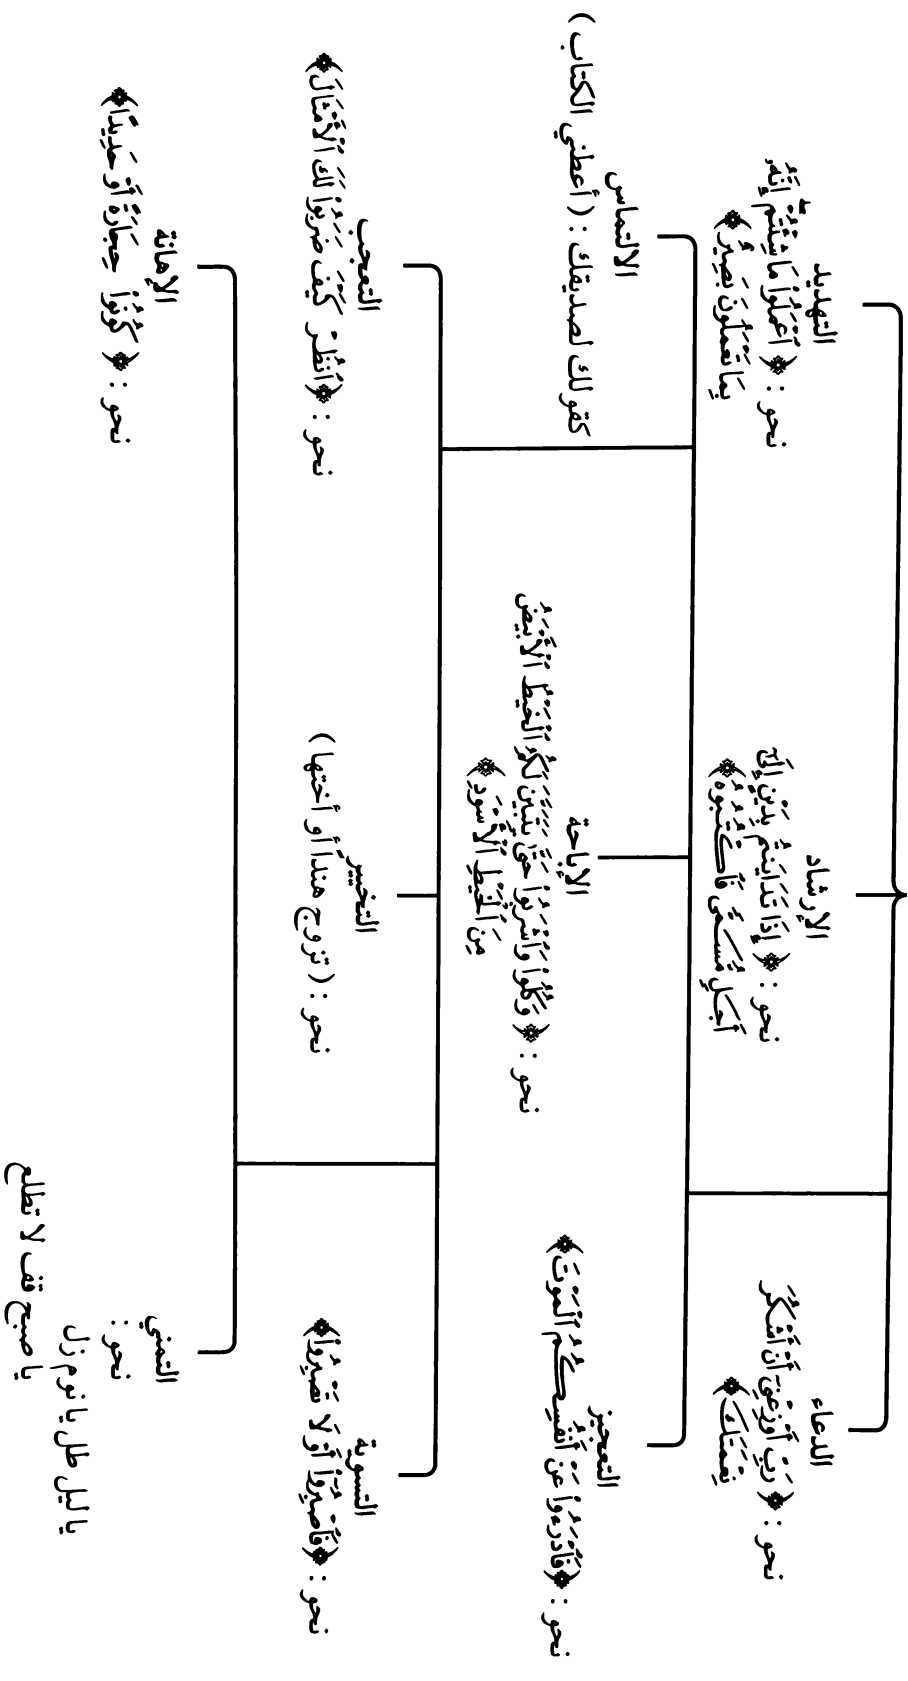 الدعاء
نحو : ﴿ رَبِّ أَوْزِعْنِيٓ أَنْ أَشْكُرَ
نِعْمَتَكَ ﴾
الإرشاد
نحو : ﴿ إِذَا تَدَايَنتُم بِدَيْنٍ إِلَىٰٓ
أَجَلٍ مُّسَمًّى فَٱكْتُبُوهُ ﴾
التهديد
نحو : ﴿ ٱعْمَلُوا۟ مَا شِئْتُمْ ۖ إِنَّهُۥ
بِمَا تَعْمَلُونَ بَصِيرٌ ﴾
التعجيز
نحو : ﴿فَٱدْرَءُوا۟ عَنْ أَنفُسِكُمُ ٱلْمَوْتَ﴾
الإباحة
نحو : ﴿ وَكُلُوا۟ وَٱشْرَبُوا۟ حَتَّىٰ يَتَبَيَّنَ لَكُمُ ٱلْخَيْطُ ٱلْأَبْيَضُ
مِنَ ٱلْخَيْطِ ٱلْأَسْوَدِ ﴾
الالتماس
كقولك لصديقك : ( أعطني الكتاب )
التسوية
نحو : ﴿فَٱصْبِرُوٓا۟ أَوْ لَا تَصْبِرُوا۟﴾
التخيير
نحو : ( تزوج هنداً أو أختها )
التعجب
نحو : ﴿ٱنظُرْ كَيْفَ ضَرَبُوا۟ لَكَ ٱلْأَمْثَالَ﴾
التمني
نحو :
يا ليل طل يا نوم زل
يا صبح قف لا تطلع
الإهانة
نحو : ﴿ كُونُوا۟ حِجَارَةً أَوْ حَدِيدًا﴾